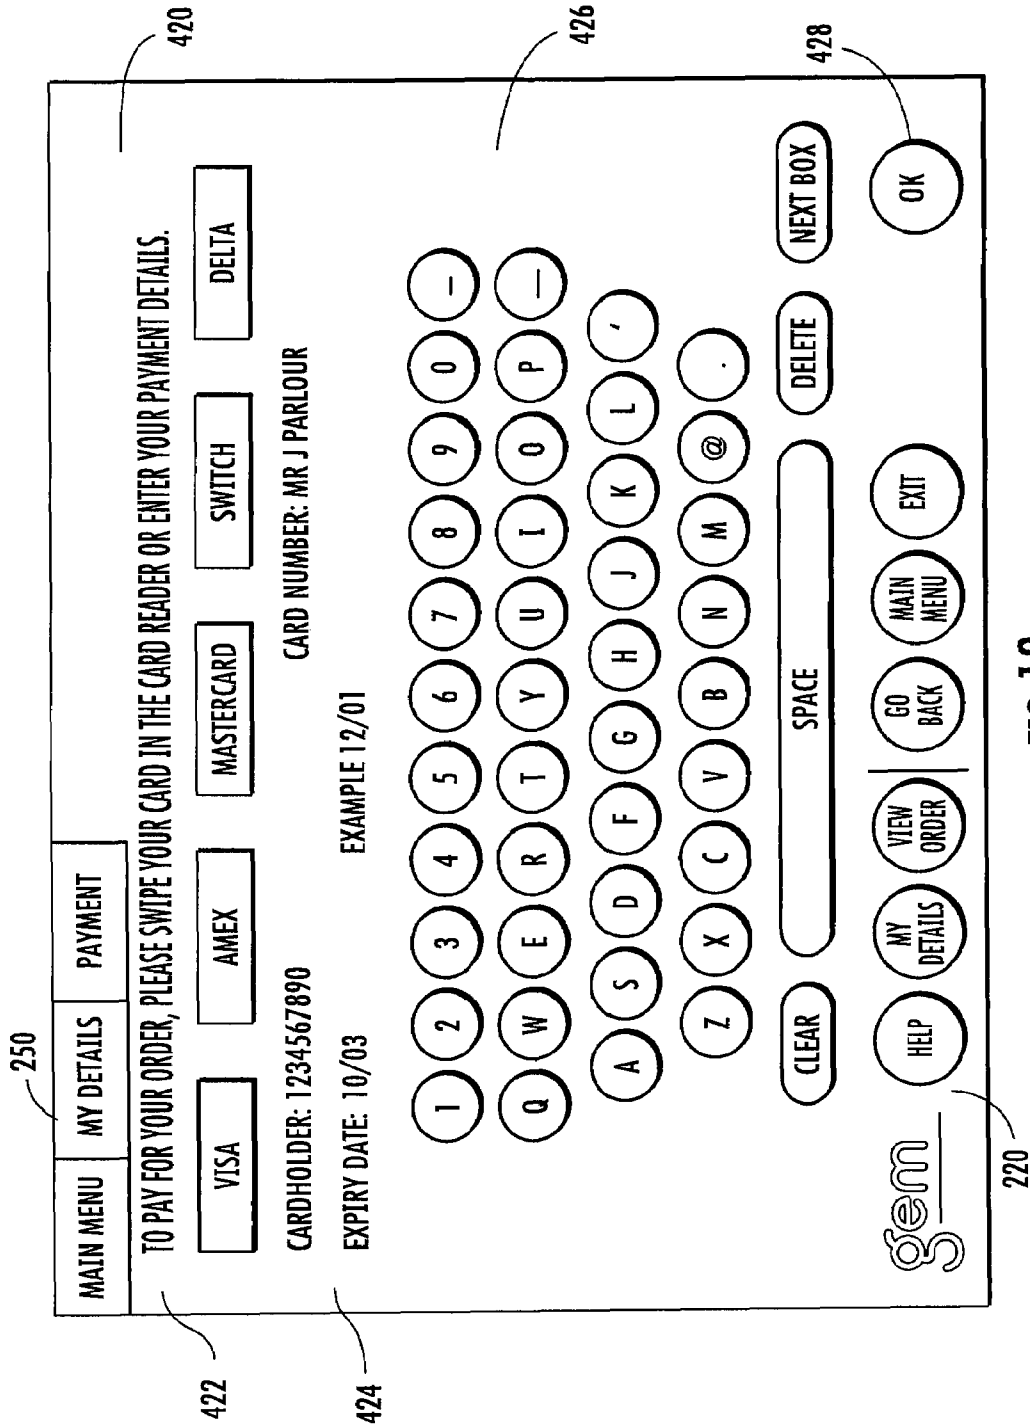 250
MAIN MENU MY DETAILS PAYMENT
420
422
TO PAY FOR YOUR ORDER, PLEASE SWIPE YOUR CARD IN THE CARD READER OR ENTER YOUR PAYMENT DETAILS.
VISA AMEX MASTERCARD SWITCH DELTA
424
CARDHOLDER: 1234567890 CARD NUMBER: MR J PARLOUR
EXPIRY DATE: 10/03 EXAMPLE 12/01
426
1 2 3 4 5 6 7 8 9 0 –
Q W E R T Y U I O P —
A S D F G H J K L '
Z X C V B N M @ .
CLEAR SPACE DELETE NEXT BOX
428
gem HELP MY DETAILS VIEW ORDER GO BACK MAIN MENU EXIT OK
220